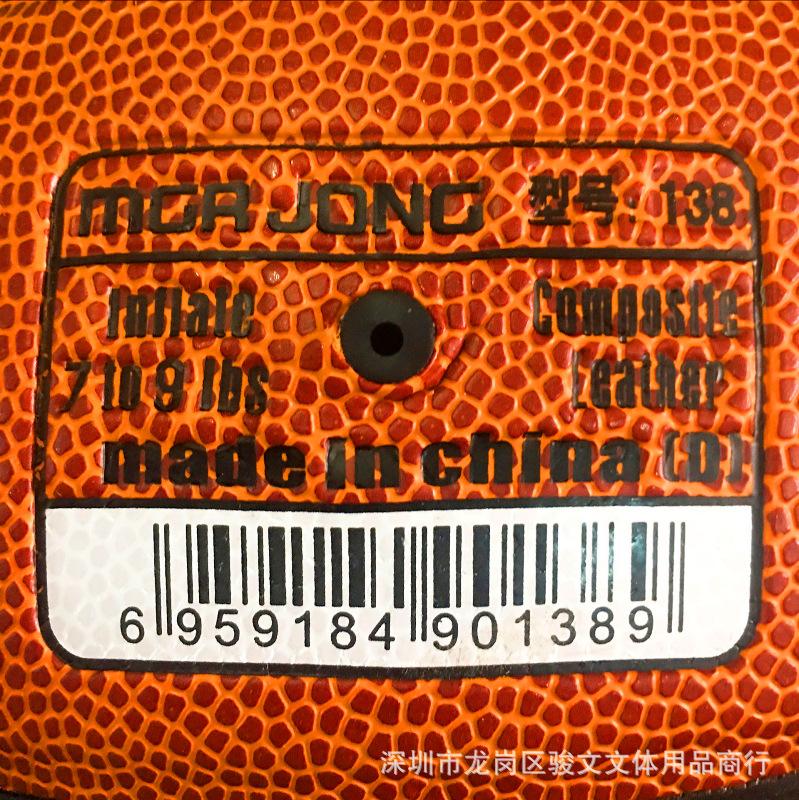 MGR JONG 型号: 138
Inflate
7 to 9 lbs
Composite
Leather
made in china (D)
6 959184 901389
深圳市龙岗区骏文文体用品商行